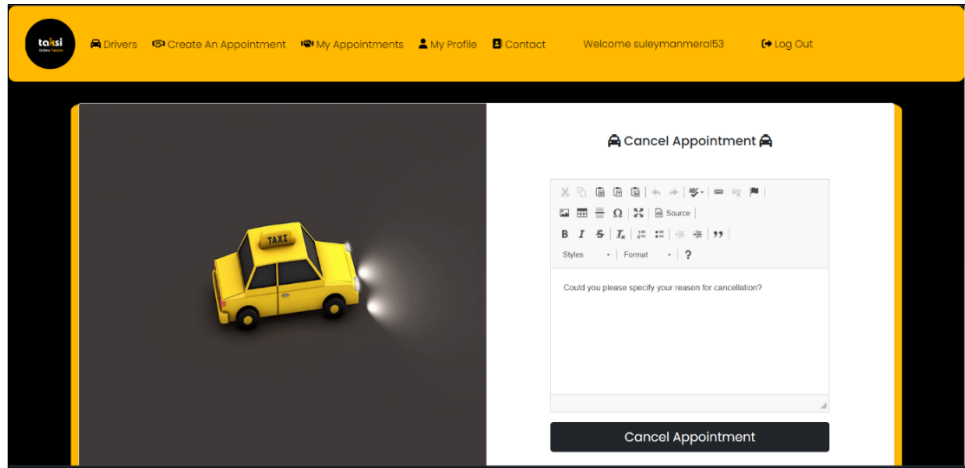 taksi
Drivers Create An Appointment My Appointments My Profile Contact Welcome suleymanmeral53 Log Out
TAXI
Cancel Appointment
Source
Styles Format ?
Could you please specify your reason for cancellation?
Cancel Appointment